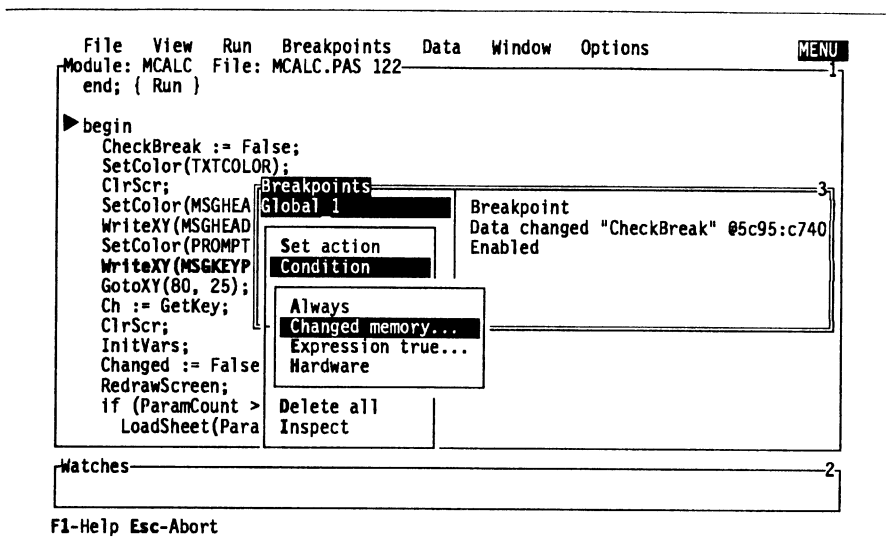 File View Run Breakpoints Data Window Options MENU
Module: MCALC File: MCALC.PAS 122 1
end; { Run }
begin
CheckBreak := False;
SetColor(TXTCOLOR);
ClrScr;
SetColor(MSGHEA
WriteXY(MSGHEAD
SetColor(PROMPT
WriteXY(MSGKEYP
GotoXY(80, 25);
Ch := GetKey;
ClrScr;
InitVars;
Changed := False
RedrawScreen;
if (ParamCount >
LoadSheet(Para
Breakpoints 3
Global_1
Breakpoint
Data changed "CheckBreak" @5c95:c740
Enabled
Set action
Condition
Always
Changed memory...
Expression true...
Hardware
Delete all
Inspect
Watches 2
F1-Help Esc-Abort